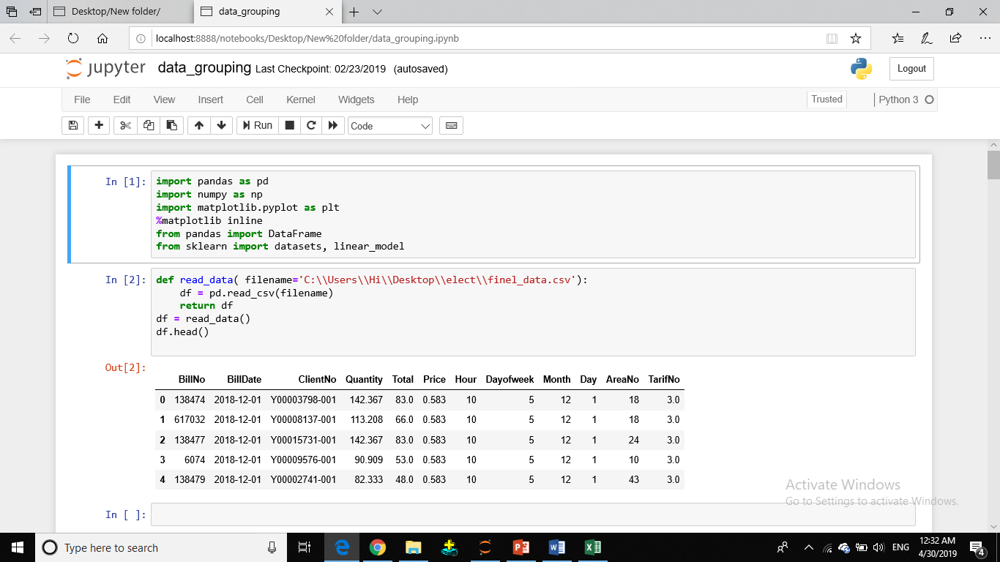 Desktop/New folder/
data_grouping
localhost:8888/notebooks/Desktop/New%20folder/data_grouping.ipynb
jupyter data_grouping Last Checkpoint: 02/23/2019 (autosaved)
Logout
File Edit View Insert Cell Kernel Widgets Help
Trusted
Python 3
Run
Code
In [1]:
import pandas as pd
import numpy as np
import matplotlib.pyplot as plt
%matplotlib inline
from pandas import DataFrame
from sklearn import datasets, linear_model
In [2]:
def read_data( filename='C:\\Users\\Hi\\Desktop\\elect\\finel_data.csv'):
    df = pd.read_csv(filename)
    return df
df = read_data()
df.head()
Out[2]:
BillNo BillDate ClientNo Quantity Total Price Hour Dayofweek Month Day AreaNo TarifNo
0 138474 2018-12-01 Y00003798-001 142.367 83.0 0.583 10 5 12 1 18 3.0
1 617032 2018-12-01 Y00008137-001 113.208 66.0 0.583 10 5 12 1 18 3.0
2 138477 2018-12-01 Y00015731-001 142.367 83.0 0.583 10 5 12 1 24 3.0
3 6074 2018-12-01 Y00009576-001 90.909 53.0 0.583 10 5 12 1 10 3.0
4 138479 2018-12-01 Y00002741-001 82.333 48.0 0.583 10 5 12 1 43 3.0
Activate Windows
Go to Settings to activate Windows.
In [ ]:
Type here to search
ENG
12:32 AM
4/30/2019
4